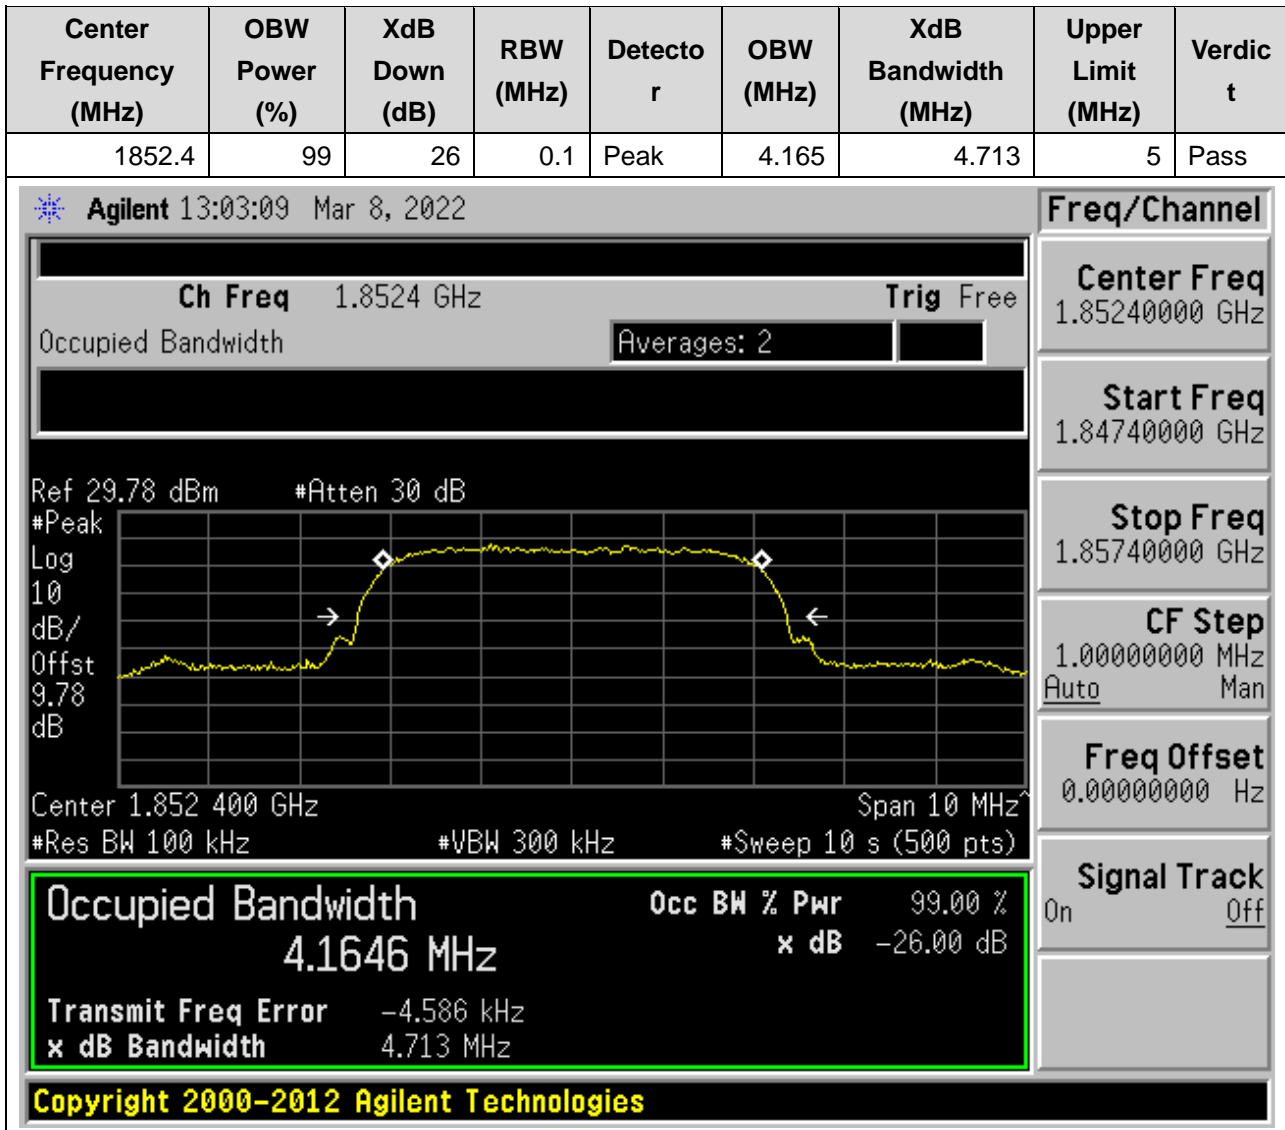 Center Frequency (MHz) OBW Power (%) XdB Down (dB) RBW (MHz) Detecto r OBW (MHz) XdB Bandwidth (MHz) Upper Limit (MHz) Verdic t
1852.4 99 26 0.1 Peak 4.165 4.713 5 Pass
Agilent 13:03:09 Mar 8, 2022
Ch Freq 1.8524 GHz Trig Free
Occupied Bandwidth Averages: 2
Ref 29.78 dBm #Atten 30 dB
#Peak
Log
10
dB/
Offst
9.78
dB
Center 1.852 400 GHz Span 10 MHz^
#Res BW 100 kHz #VBW 300 kHz #Sweep 10 s (500 pts)
Occupied Bandwidth Occ BW % Pwr 99.00 %
4.1646 MHz x dB -26.00 dB
Transmit Freq Error -4.586 kHz
x dB Bandwidth 4.713 MHz
Copyright 2000-2012 Agilent Technologies
Freq/Channel
Center Freq
1.85240000 GHz
Start Freq
1.84740000 GHz
Stop Freq
1.85740000 GHz
CF Step
1.00000000 MHz
Auto Man
Freq Offset
0.00000000 Hz
Signal Track
On Off